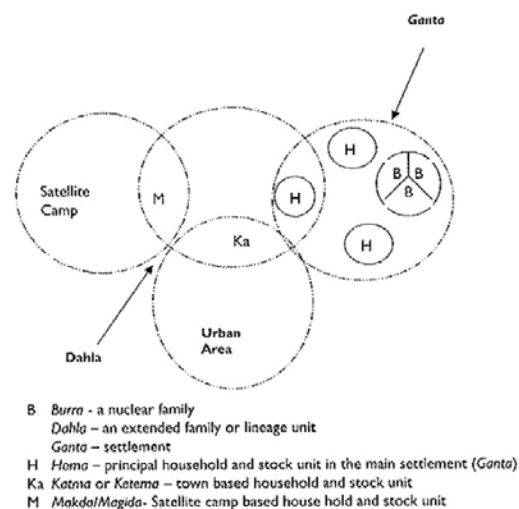 Ganta
H
B B
B
H
H
Satellite
Camp
M
Ka
Urban
Area
Dahla
B Burra - a nuclear family
Dahla – an extended family or lineage unit
Ganta – settlement
H Homa – principal household and stock unit in the main settlement (Ganta)
Ka Katma or Ketema – town based household and stock unit
M Makdal/Magida- Satellite camp based house hold and stock unit